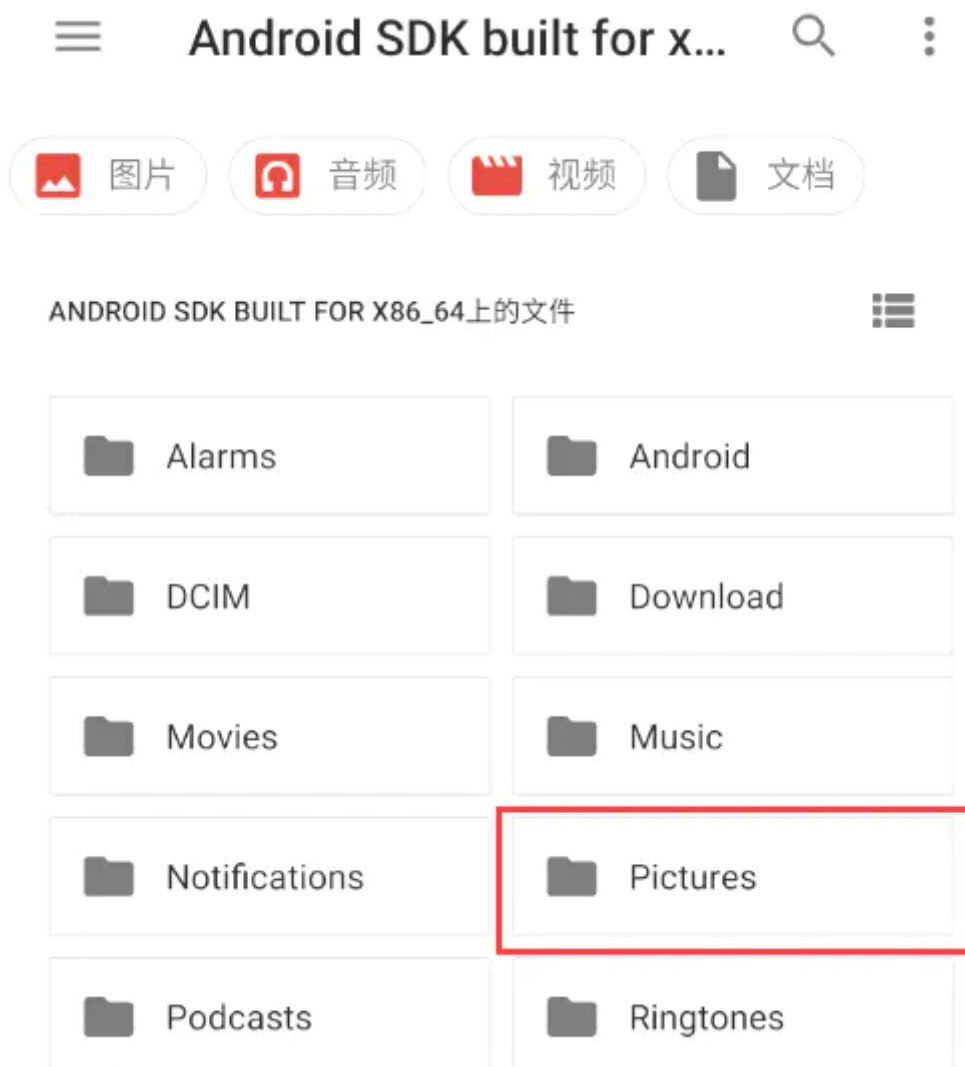 Android SDK built for x...
图片 音频 视频 文档
ANDROID SDK BUILT FOR X86_64上的文件
Alarms Android
DCIM Download
Movies Music
Notifications Pictures
Podcasts Ringtones